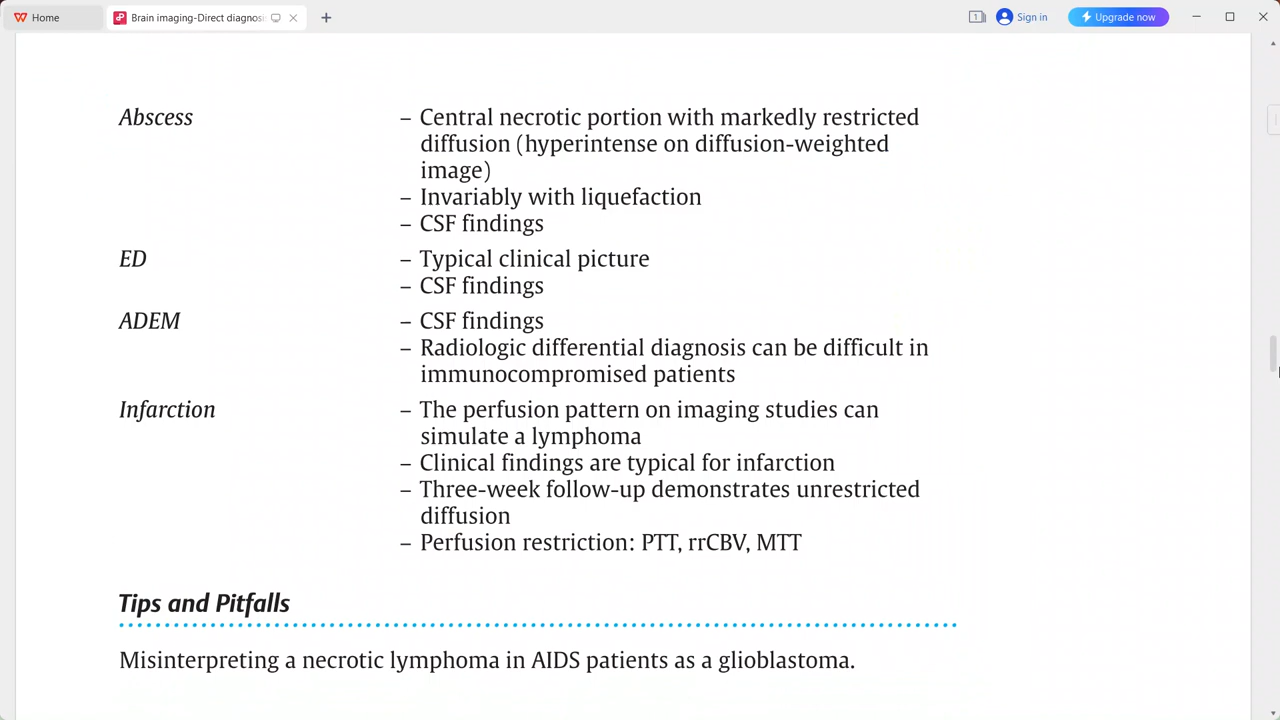 Home
Brain imaging-Direct diagnosi
1
Sign in
Upgrade now
Abscess
– Central necrotic portion with markedly restricted
diffusion (hyperintense on diffusion-weighted
image)
– Invariably with liquefaction
– CSF findings
ED
– Typical clinical picture
– CSF findings
ADEM
– CSF findings
– Radiologic differential diagnosis can be difficult in
immunocompromised patients
Infarction
– The perfusion pattern on imaging studies can
simulate a lymphoma
– Clinical findings are typical for infarction
– Three-week follow-up demonstrates unrestricted
diffusion
– Perfusion restriction: PTT, rrCBV, MTT
Tips and Pitfalls
Misinterpreting a necrotic lymphoma in AIDS patients as a glioblastoma.